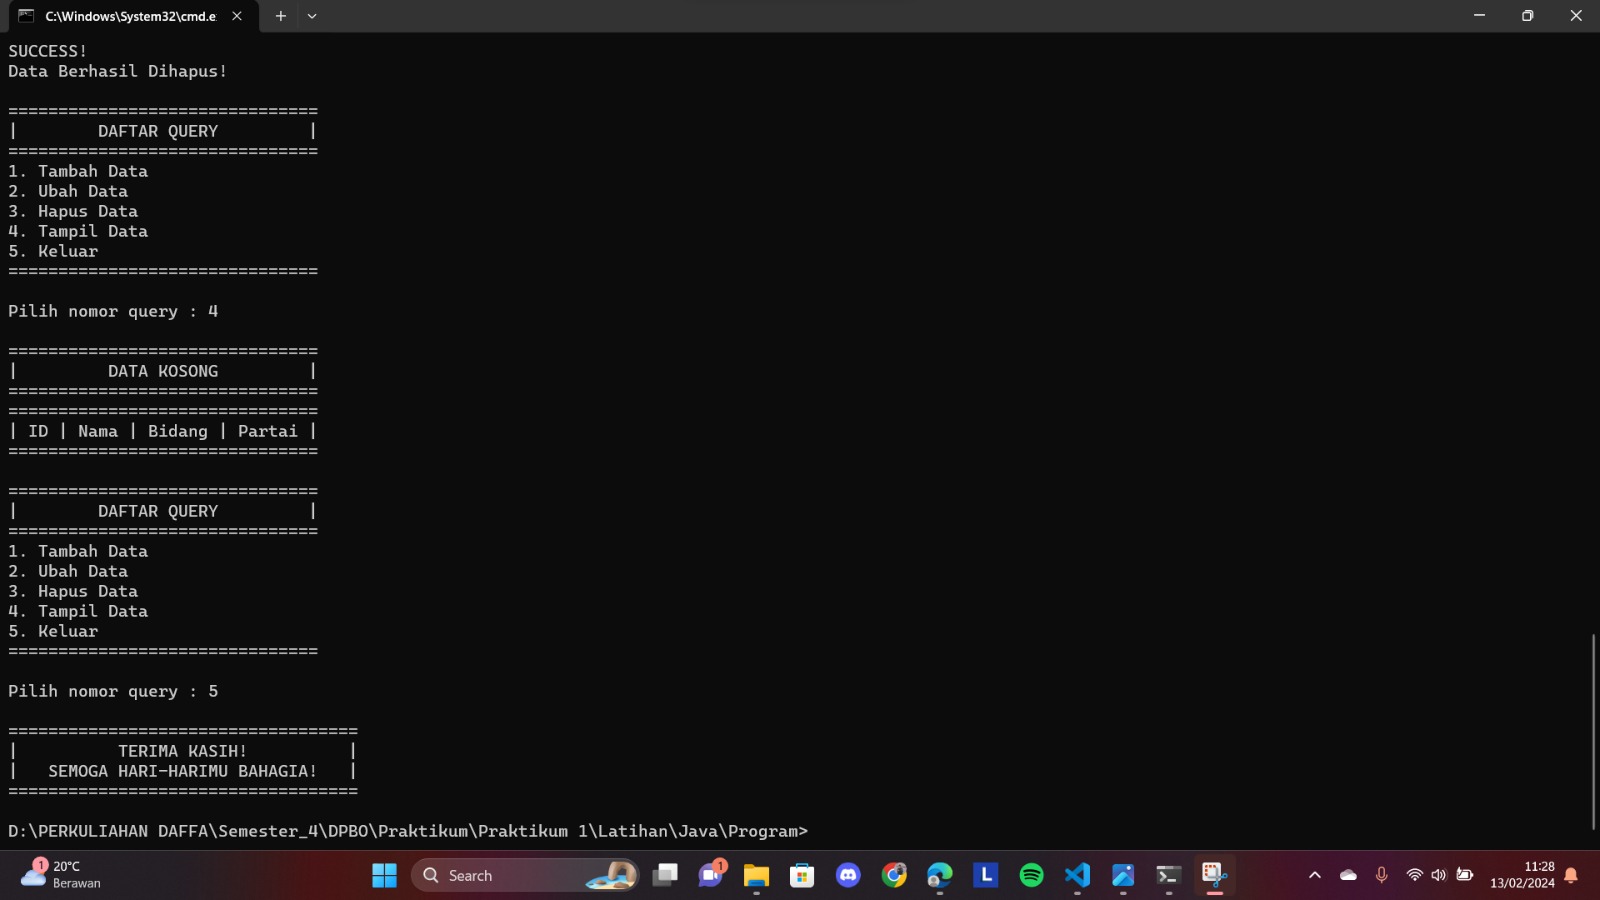 C:\Windows\System32\cmd.e
SUCCESS!
Data Berhasil Dihapus!
===============================
|        DAFTAR QUERY         |
===============================
1. Tambah Data
2. Ubah Data
3. Hapus Data
4. Tampil Data
5. Keluar
===============================
Pilih nomor query : 4
===============================
|         DATA KOSONG         |
===============================
===============================
| ID | Nama | Bidang | Partai |
===============================
===============================
|        DAFTAR QUERY         |
===============================
1. Tambah Data
2. Ubah Data
3. Hapus Data
4. Tampil Data
5. Keluar
===============================
Pilih nomor query : 5
===================================
|          TERIMA KASIH!          |
|   SEMOGA HARI-HARIMU BAHAGIA!   |
===================================
D:\PERKULIAHAN DAFFA\Semester_4\DPBO\Praktikum\Praktikum 1\Latihan\Java\Program>
1
20°C
Berawan
Search
1
L
11:28
13/02/2024